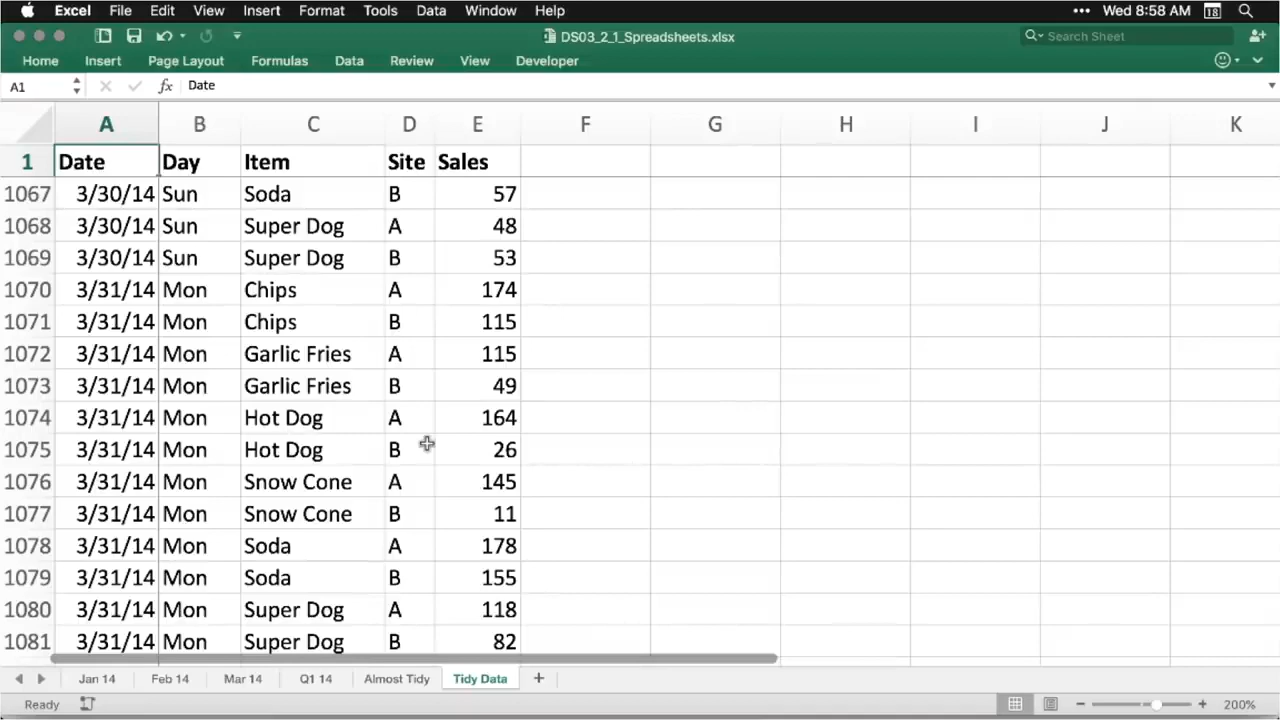 Excel File Edit View Insert Format Tools Data Window Help ••• Wed 8:58 AM 18
DS03_2_1_Spreadsheets.xlsx Search Sheet
Home Insert Page Layout Formulas Data Review View Developer
A1 fx Date
A B C D E F G H I J K
1 Date Day Item Site Sales
1067 3/30/14 Sun Soda B 57
1068 3/30/14 Sun Super Dog A 48
1069 3/30/14 Sun Super Dog B 53
1070 3/31/14 Mon Chips A 174
1071 3/31/14 Mon Chips B 115
1072 3/31/14 Mon Garlic Fries A 115
1073 3/31/14 Mon Garlic Fries B 49
1074 3/31/14 Mon Hot Dog A 164
1075 3/31/14 Mon Hot Dog B 26
1076 3/31/14 Mon Snow Cone A 145
1077 3/31/14 Mon Snow Cone B 11
1078 3/31/14 Mon Soda A 178
1079 3/31/14 Mon Soda B 155
1080 3/31/14 Mon Super Dog A 118
1081 3/31/14 Mon Super Dog B 82
Jan 14 Feb 14 Mar 14 Q1 14 Almost Tidy Tidy Data +
Ready 200%